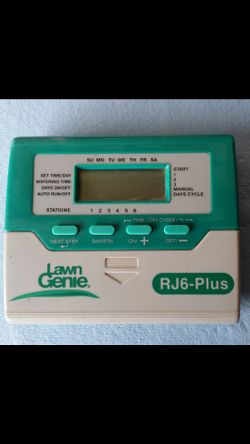 SU MO TU WE TH FR SA
SET TIME/DAY
WATERING TIME
DAYS ON/OFF
AUTO RUN/OFF
START
1
2
3
MANUAL
DAYS CYCLE
STATIONS 1 2 3 4 5 6
TIME / DAY CYCLE / %
NEXT STEP
DAY/STN
ON/ +
OFF/ −
Lawn
Genie®
RJ6-Plus